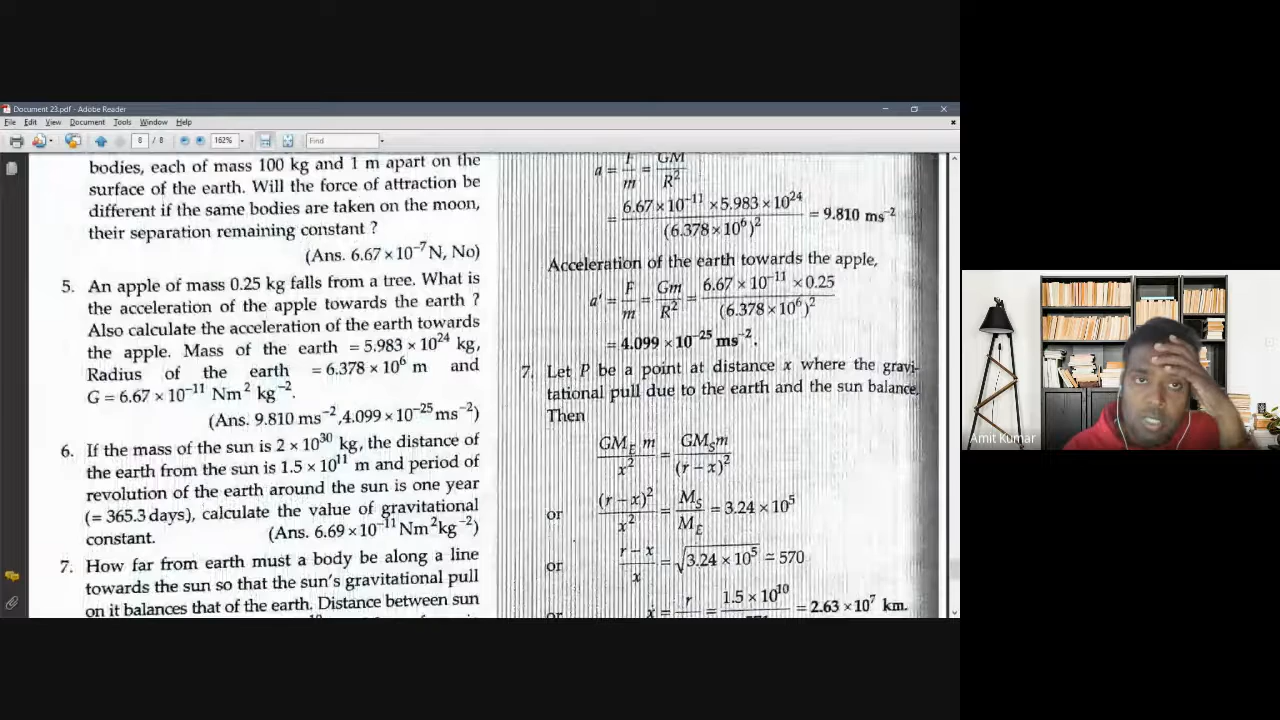 Document 23.pdf - Adobe Reader
File Edit View Document Tools Window Help
8 / 8 162% Find
bodies, each of mass 100 kg and 1 m apart on the
surface of the earth. Will the force of attraction be
different if the same bodies are taken on the moon,
their separation remaining constant ?
(Ans. 6.67 × 10⁻⁷ N, No)
5. An apple of mass 0.25 kg falls from a tree. What is
the acceleration of the apple towards the earth ?
Also calculate the acceleration of the earth towards
the apple. Mass of the earth = 5.983 × 10²⁴ kg,
Radius of the earth = 6.378 × 10⁶ m and
G = 6.67 × 10⁻¹¹ Nm² kg⁻².
(Ans. 9.810 ms⁻², 4.099 × 10⁻²⁵ ms⁻²)
6. If the mass of the sun is 2 × 10³⁰ kg, the distance of
the earth from the sun is 1.5 × 10¹¹ m and period of
revolution of the earth around the sun is one year
(= 365.3 days), calculate the value of gravitational
constant. (Ans. 6.69 × 10⁻¹¹ Nm² kg⁻²)
7. How far from earth must a body be along a line
towards the sun so that the sun's gravitational pull
on it balances that of the earth. Distance between sun
a = F/m = GM/R²
= 6.67 × 10⁻¹¹ × 5.983 × 10²⁴ / (6.378 × 10⁶)² = 9.810 ms⁻²
Acceleration of the earth towards the apple,
a' = F/m = Gm/R² = 6.67 × 10⁻¹¹ × 0.25 / (6.378 × 10⁶)²
= 4.099 × 10⁻²⁵ ms⁻².
7. Let P be a point at distance x where the gravi-
tational pull due to the earth and the sun balance.
Then
GM_E m / x² = GM_S m / (r − x)²
or (r − x)² / x² = M_S / M_E = 3.24 × 10⁵
or r − x / x = √3.24 × 10⁵ ≃ 570
or x = r = 1.5 × 10¹⁰ = 2.63 × 10⁷ km.
Amit Kumar